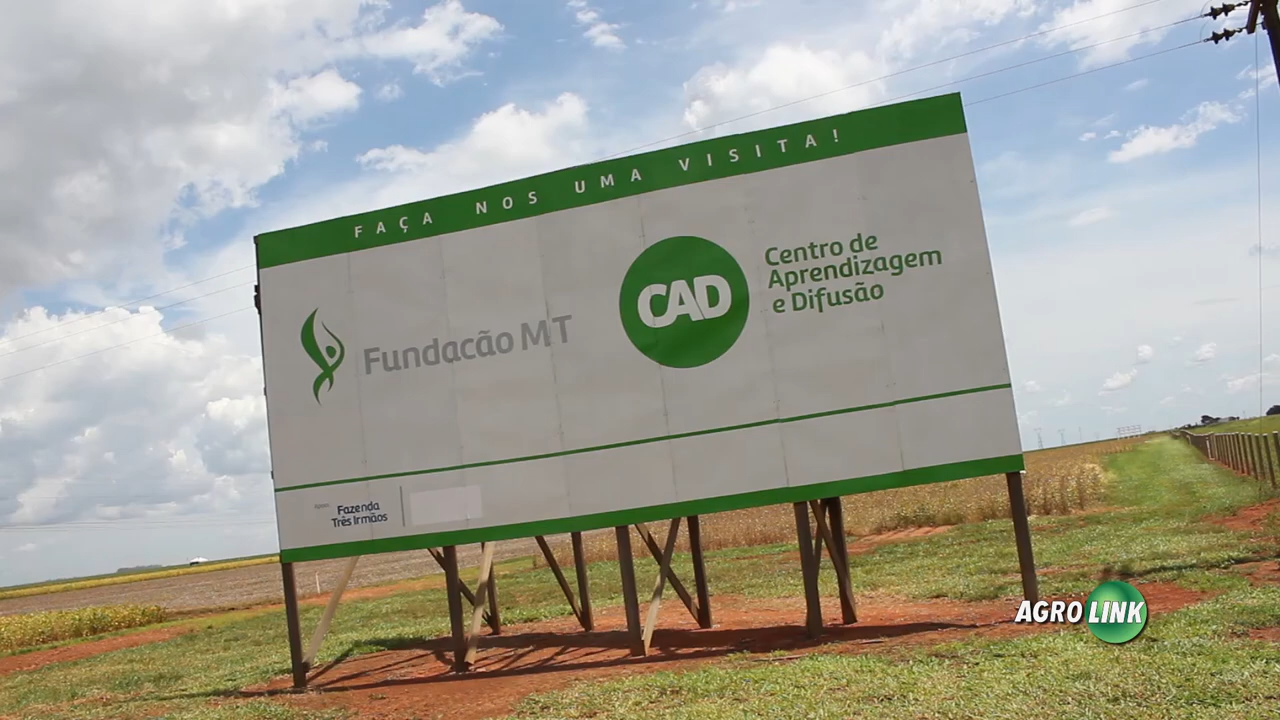 FAÇA NOS UMA VISITA!
Fundacão MT
CAD
Centro de
Aprendizagem
e Difusão
Fazenda
Três Irmãos
AGRO LINK